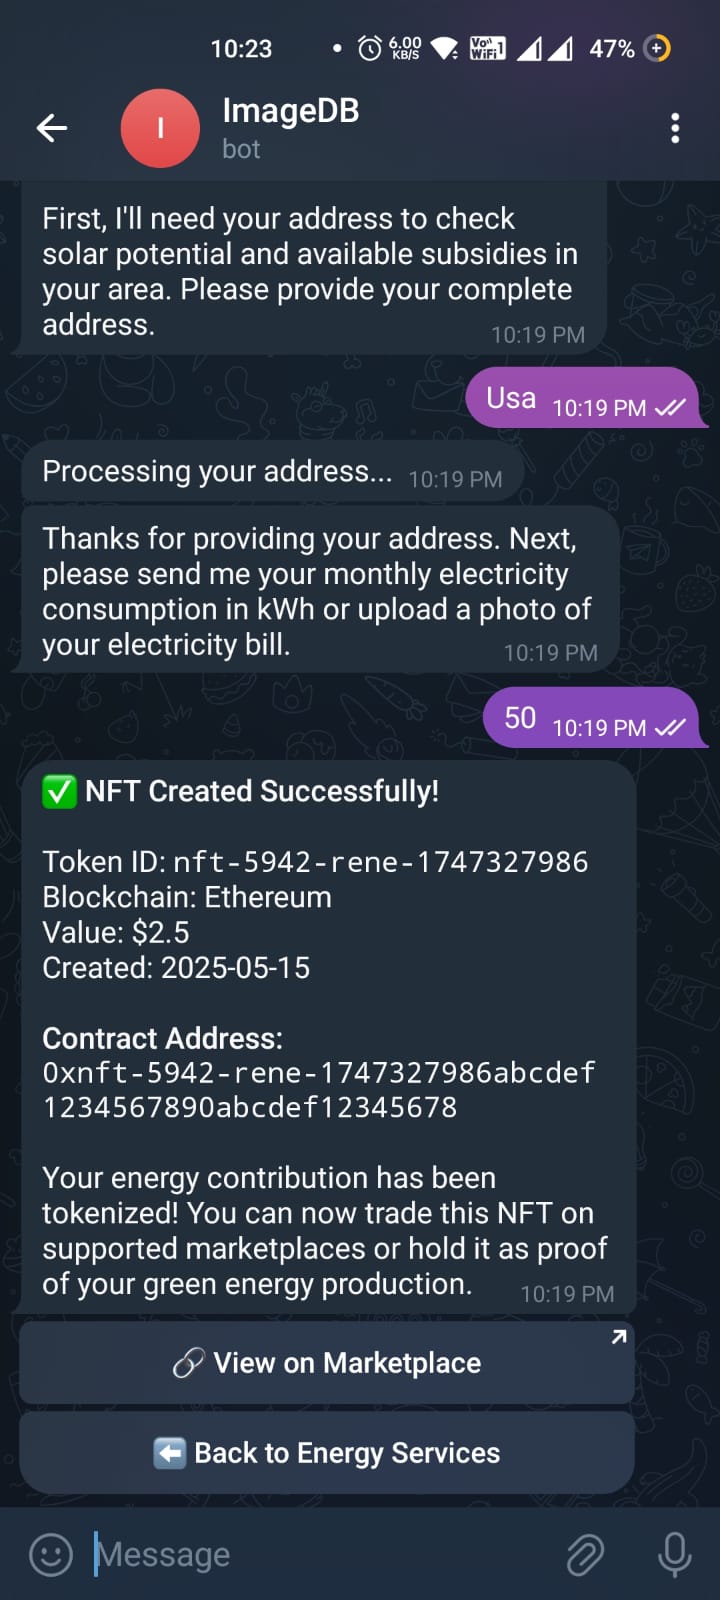 10:23
6.00
KB/S
Vo
WiFi 1
47%
I
ImageDB
bot
First, I'll need your address to check
solar potential and available subsidies in
your area. Please provide your complete
address.
10:19 PM
Usa
10:19 PM
Processing your address...
10:19 PM
Thanks for providing your address. Next,
please send me your monthly electricity
consumption in kWh or upload a photo of
your electricity bill.
10:19 PM
50
10:19 PM
NFT Created Successfully!
Token ID: nft-5942-rene-1747327986
Blockchain: Ethereum
Value: $2.5
Created: 2025-05-15
Contract Address:
0xnft-5942-rene-1747327986abcdef
1234567890abcdef12345678
Your energy contribution has been
tokenized! You can now trade this NFT on
supported marketplaces or hold it as proof
of your green energy production.
10:19 PM
View on Marketplace
Back to Energy Services
Message